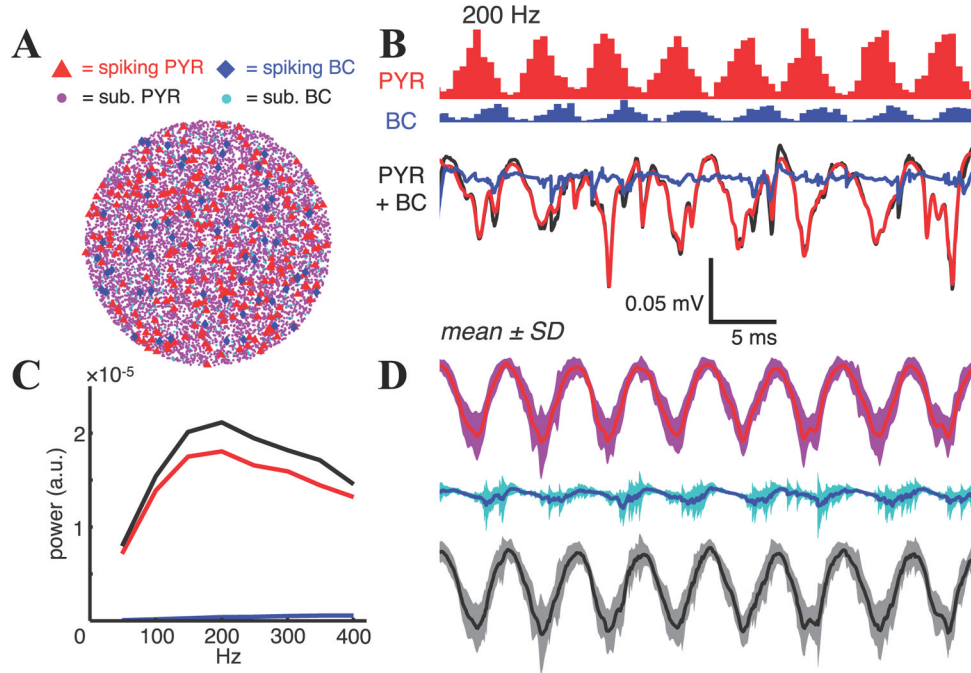 A
= spiking PYR
= spiking BC
= sub. PYR
= sub. BC
B
200 Hz
PYR
BC
PYR
+ BC
0.05 mV
5 ms
C
×10-5
power (a.u.)
2
1
0
100
200
300
400
Hz
D
mean ± SD